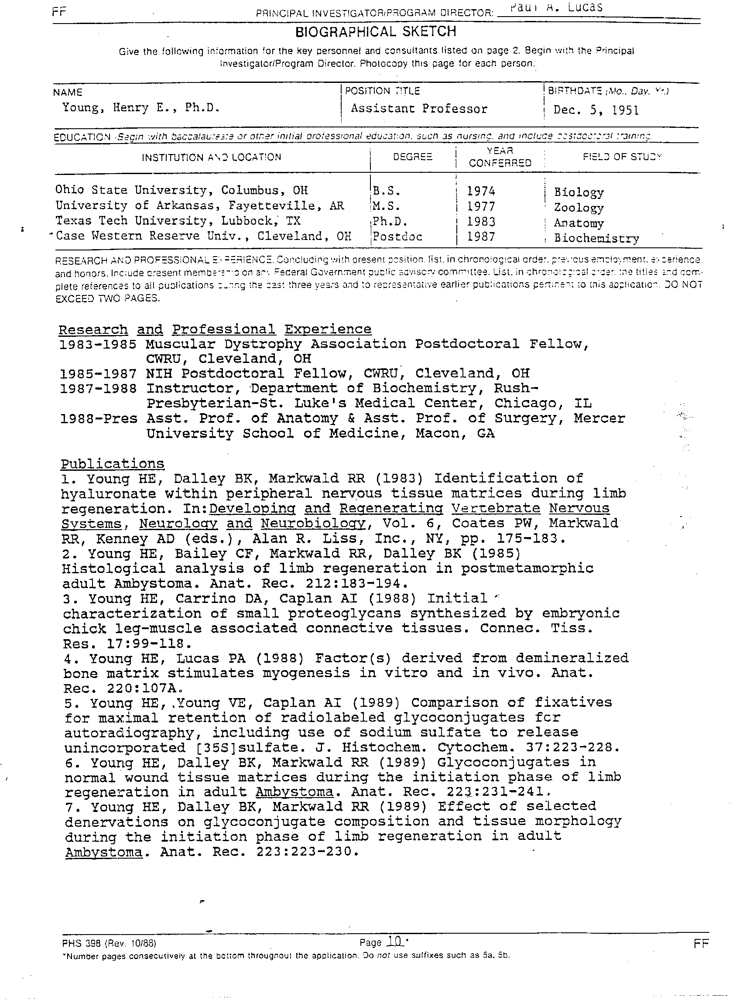 FF
PRINCIPAL INVESTIGATOR/PROGRAM DIRECTOR: Paul A. Lucas
BIOGRAPHICAL SKETCH
Give the following information for the key personnel and consultants listed on page 2. Begin with the Principal
Investigator/Program Director. Photocopy this page for each person.
NAME POSITION TITLE BIRTHDATE (Mo., Day, Yr.)
Young, Henry E., Ph.D. Assistant Professor Dec. 5, 1951
EDUCATION (Begin with baccalaureate or other initial professional education, such as nursing, and include postdoctoral training.
INSTITUTION AND LOCATION DEGREE YEAR CONFERRED FIELD OF STUDY
Ohio State University, Columbus, OH B.S. 1974 Biology
University of Arkansas, Fayetteville, AR M.S. 1977 Zoology
Texas Tech University, Lubbock, TX Ph.D. 1983 Anatomy
Case Western Reserve Univ., Cleveland, OH Postdoc 1987 Biochemistry
RESEARCH AND PROFESSIONAL EXPERIENCE. Concluding with present position, list, in chronological order, previous employment, experience,
and honors. Include present membership on any Federal Government public advisory committee. List, in chronological order, the titles and com-
plete references to all publications during the past three years and to representative earlier publications pertinent to this application. DO NOT
EXCEED TWO PAGES.
Research and Professional Experience
1983-1985 Muscular Dystrophy Association Postdoctoral Fellow,
CWRU, Cleveland, OH
1985-1987 NIH Postdoctoral Fellow, CWRU, Cleveland, OH
1987-1988 Instructor, Department of Biochemistry, Rush-
Presbyterian-St. Luke's Medical Center, Chicago, IL
1988-Pres Asst. Prof. of Anatomy & Asst. Prof. of Surgery, Mercer
University School of Medicine, Macon, GA
Publications
1. Young HE, Dalley BK, Markwald RR (1983) Identification of
hyaluronate within peripheral nervous tissue matrices during limb
regeneration. In:Developing and Regenerating Vertebrate Nervous
Systems, Neurology and Neurobiology, Vol. 6, Coates PW, Markwald
RR, Kenney AD (eds.), Alan R. Liss, Inc., NY, pp. 175-183.
2. Young HE, Bailey CF, Markwald RR, Dalley BK (1985)
Histological analysis of limb regeneration in postmetamorphic
adult Ambystoma. Anat. Rec. 212:183-194.
3. Young HE, Carrino DA, Caplan AI (1988) Initial
characterization of small proteoglycans synthesized by embryonic
chick leg-muscle associated connective tissues. Connec. Tiss.
Res. 17:99-118.
4. Young HE, Lucas PA (1988) Factor(s) derived from demineralized
bone matrix stimulates myogenesis in vitro and in vivo. Anat.
Rec. 220:107A.
5. Young HE, Young VE, Caplan AI (1989) Comparison of fixatives
for maximal retention of radiolabeled glycoconjugates for
autoradiography, including use of sodium sulfate to release
unincorporated [35S]sulfate. J. Histochem. Cytochem. 37:223-228.
6. Young HE, Dalley BK, Markwald RR (1989) Glycoconjugates in
normal wound tissue matrices during the initiation phase of limb
regeneration in adult Ambystoma. Anat. Rec. 223:231-241.
7. Young HE, Dalley BK, Markwald RR (1989) Effect of selected
denervations on glycoconjugate composition and tissue morphology
during the initiation phase of limb regeneration in adult
Ambystoma. Anat. Rec. 223:223-230.
PHS 398 (Rev. 10/88) Page 10 * FF
*Number pages consecutively at the bottom throughout the application. Do not use suffixes such as 5a, 5b.